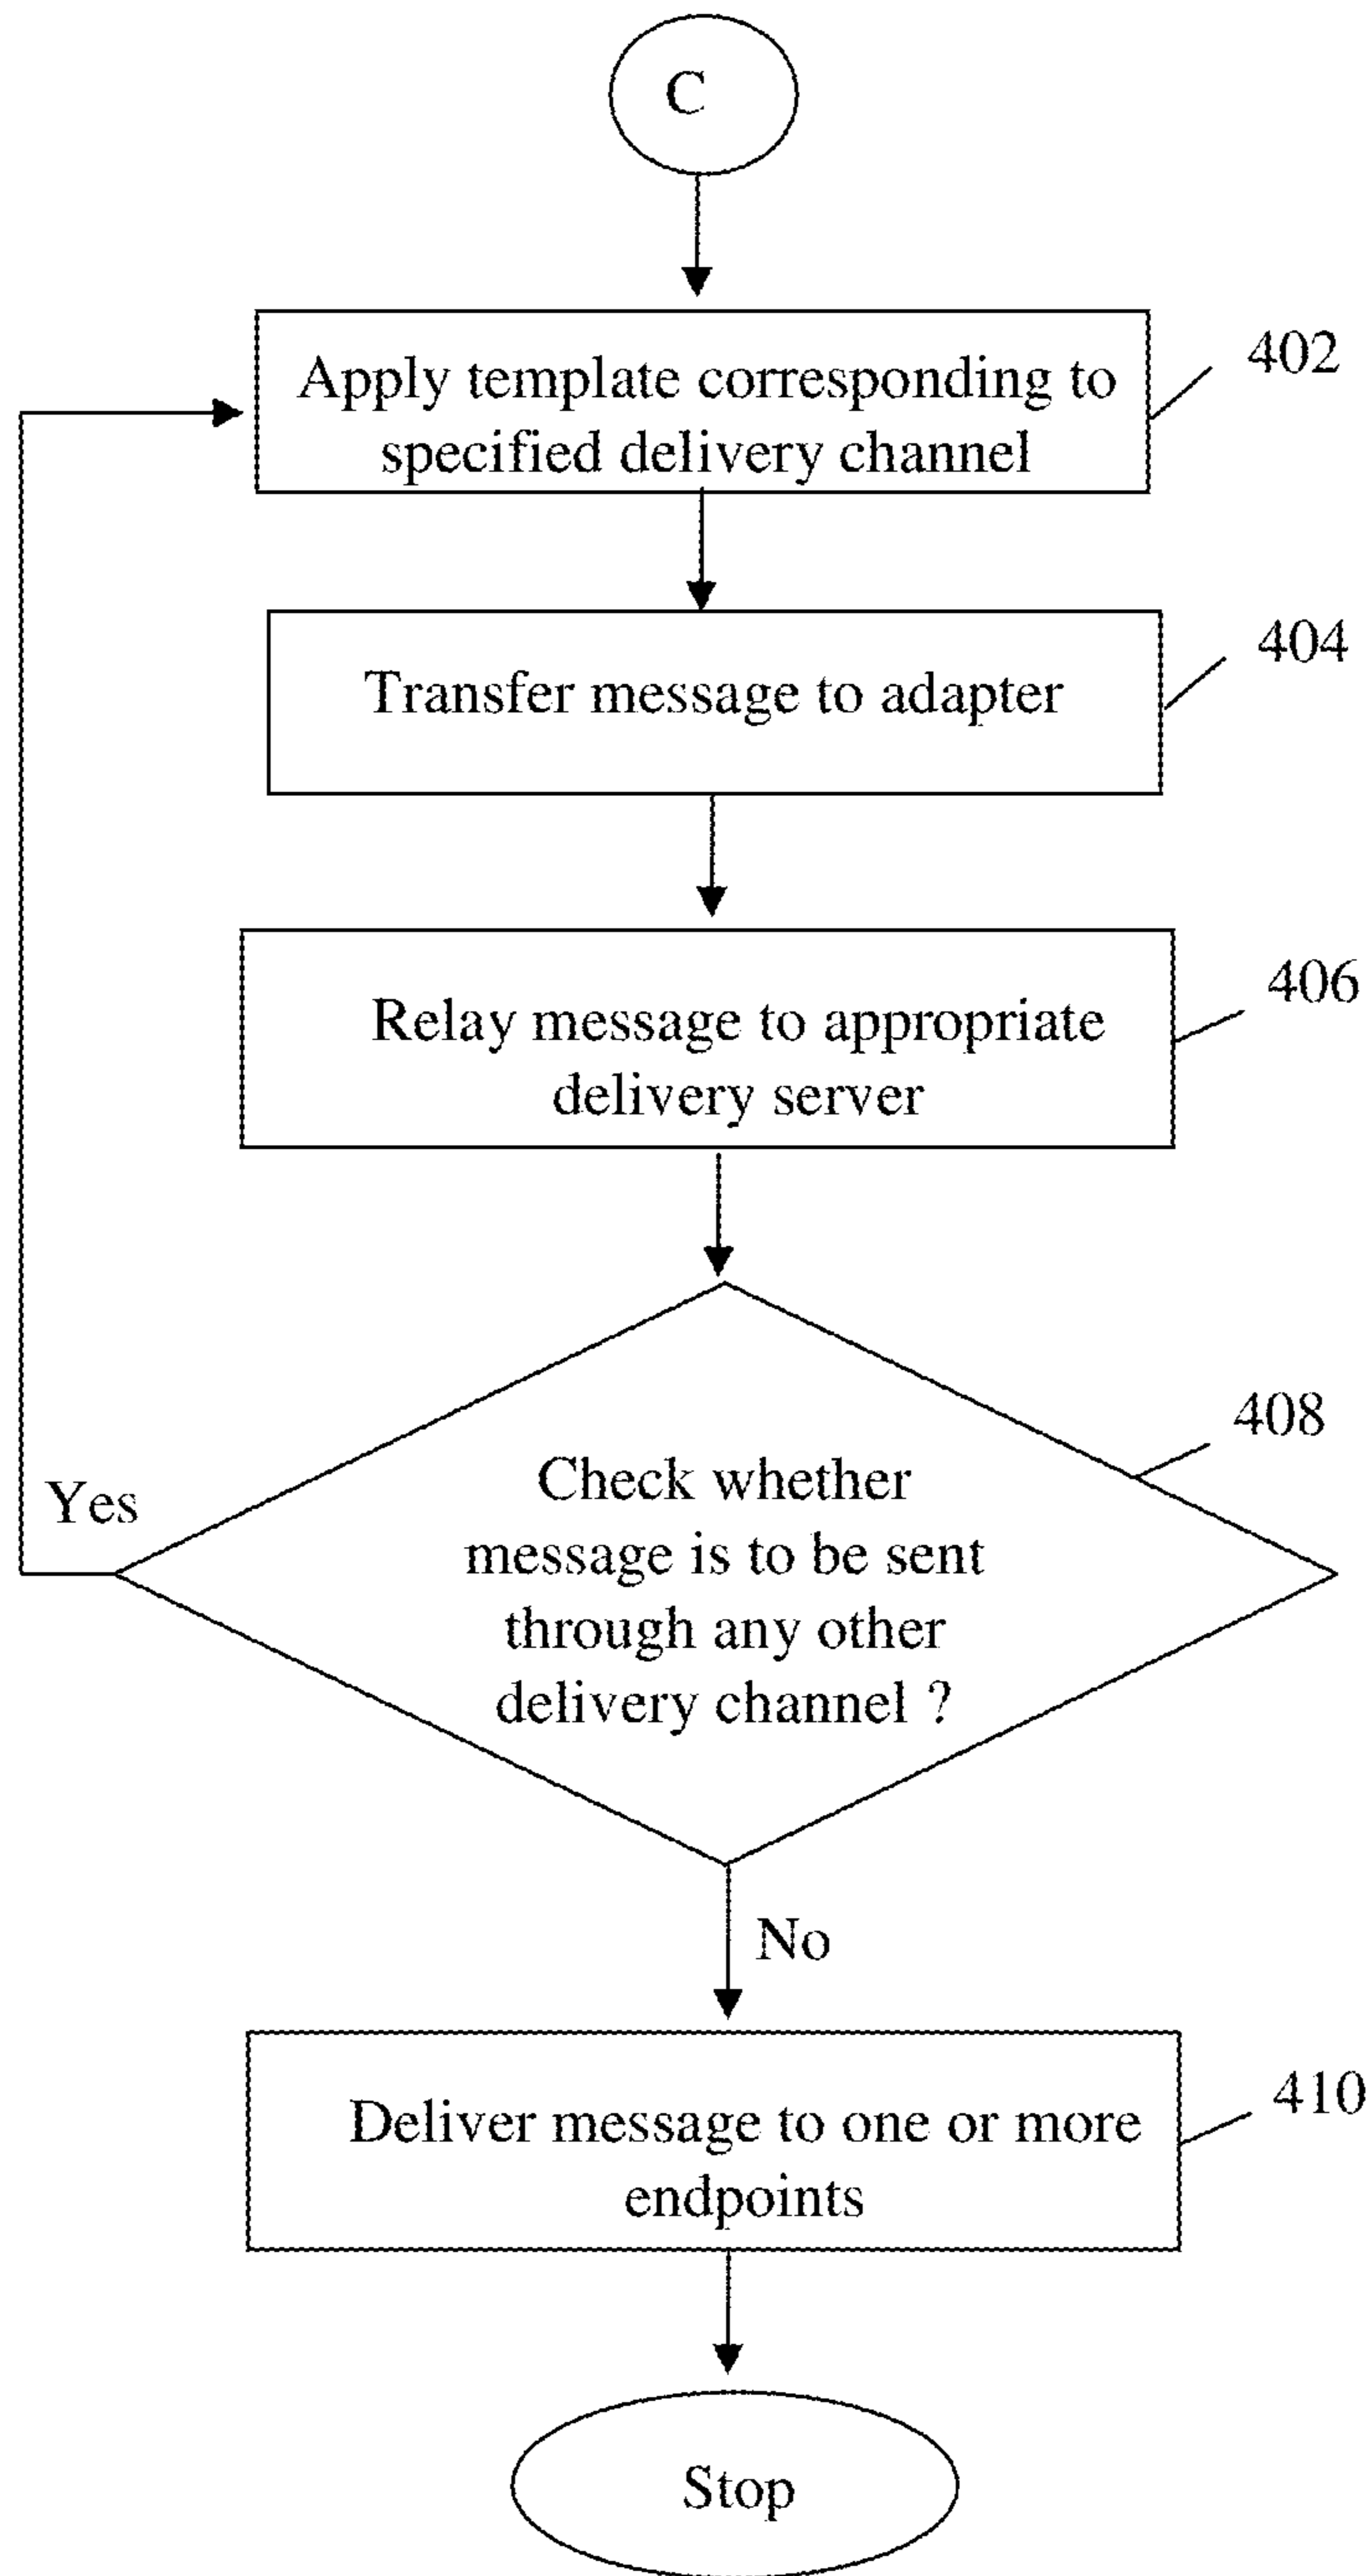 C
Apply template corresponding to
specified delivery channel
402
Transfer message to adapter
404
Relay message to appropriate
delivery server
406
Check whether
message is to be sent
through any other
delivery channel ?
408
Yes
No
Deliver message to one or more
endpoints
410
Stop